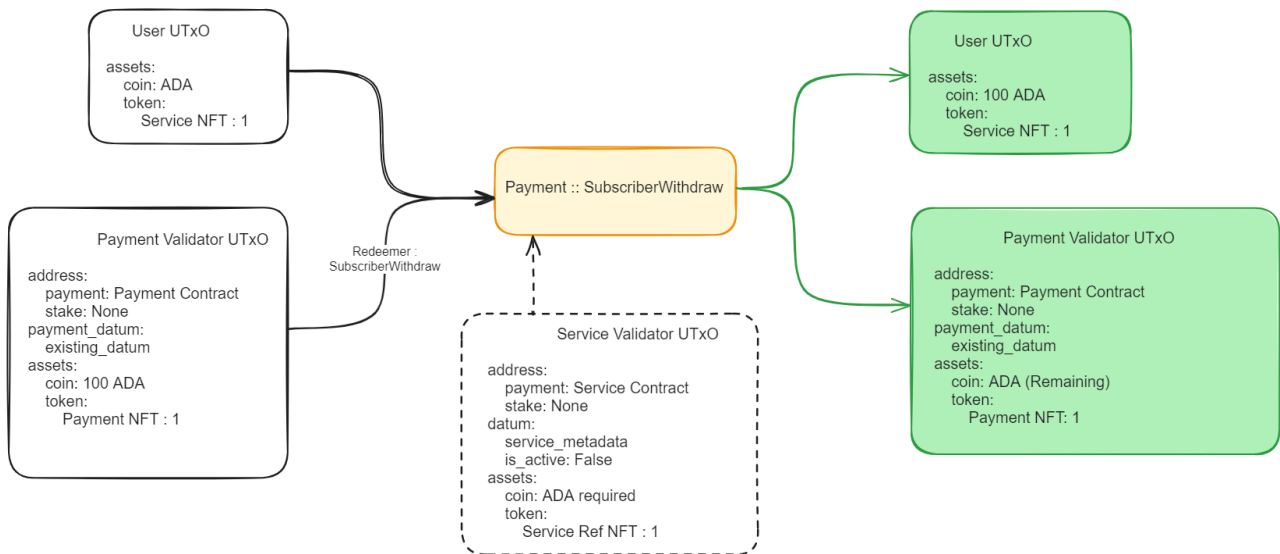 User UTxO
assets:
coin: ADA
token:
Service NFT : 1
Payment Validator UTxO
address:
payment: Payment Contract
stake: None
payment_datum:
existing_datum
assets:
coin: 100 ADA
token:
Payment NFT : 1
Redeemer :
SubscriberWithdraw
Payment :: SubscriberWithdraw
Service Validator UTxO
address:
payment: Service Contract
stake: None
datum:
service_metadata
is_active: False
assets:
coin: ADA required
token:
Service Ref NFT : 1
User UTxO
assets:
coin: 100 ADA
token:
Service NFT : 1
Payment Validator UTxO
address:
payment: Payment Contract
stake: None
payment_datum:
existing_datum
assets:
coin: ADA (Remaining)
token:
Payment NFT: 1